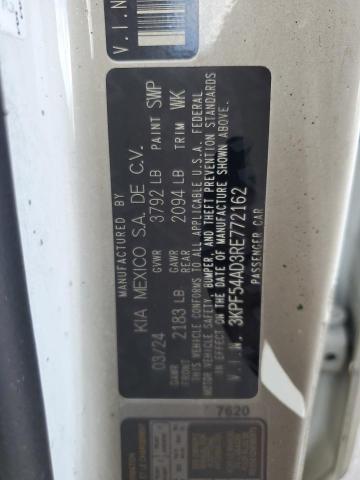 V.I.N
MANUFACTURED BY
KIA MEXICO S.A. DE C.V.
03/24 GVWR 3792 LB PAINT SWP
GAWR FRONT 2183 LB GAWR REAR 2094 LB TRIM WK
THIS VEHICLE CONFORMS TO ALL APPLICABLE U.S.A. FEDERAL
MOTOR VEHICLE SAFETY, BUMPER, AND THEFT PREVENTION STANDARDS
IN EFFECT ON THE DATE OF MANUFACTURE SHOWN ABOVE.
V.I.N. 3KPF54AD3RE772162
PASSENGER CAR
7620